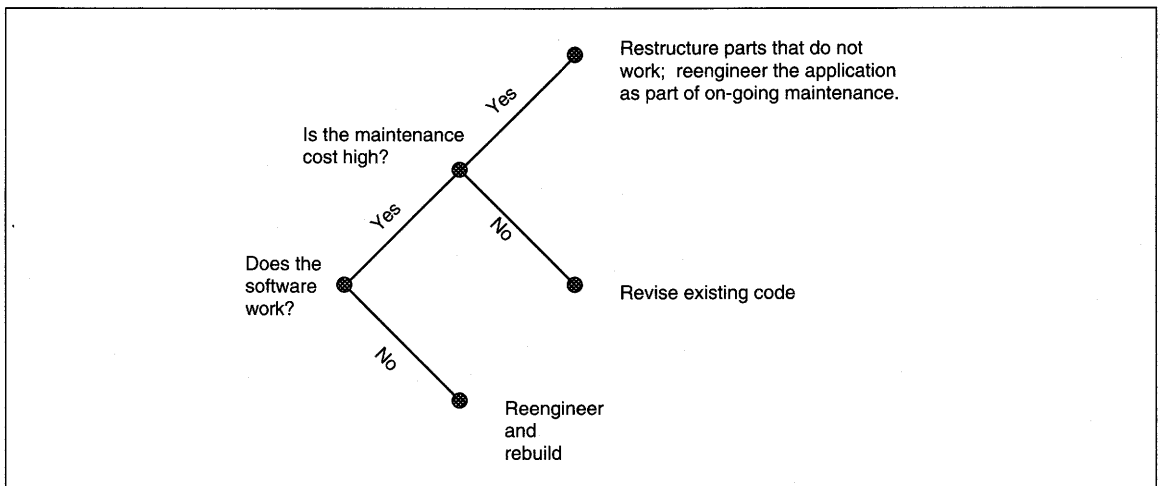 Restructure parts that do not
work; reengineer the application
as part of on-going maintenance.
Yes
Is the maintenance
cost high?
Yes
No
Does the
software
work?
Revise existing code
No
Reengineer
and
rebuild